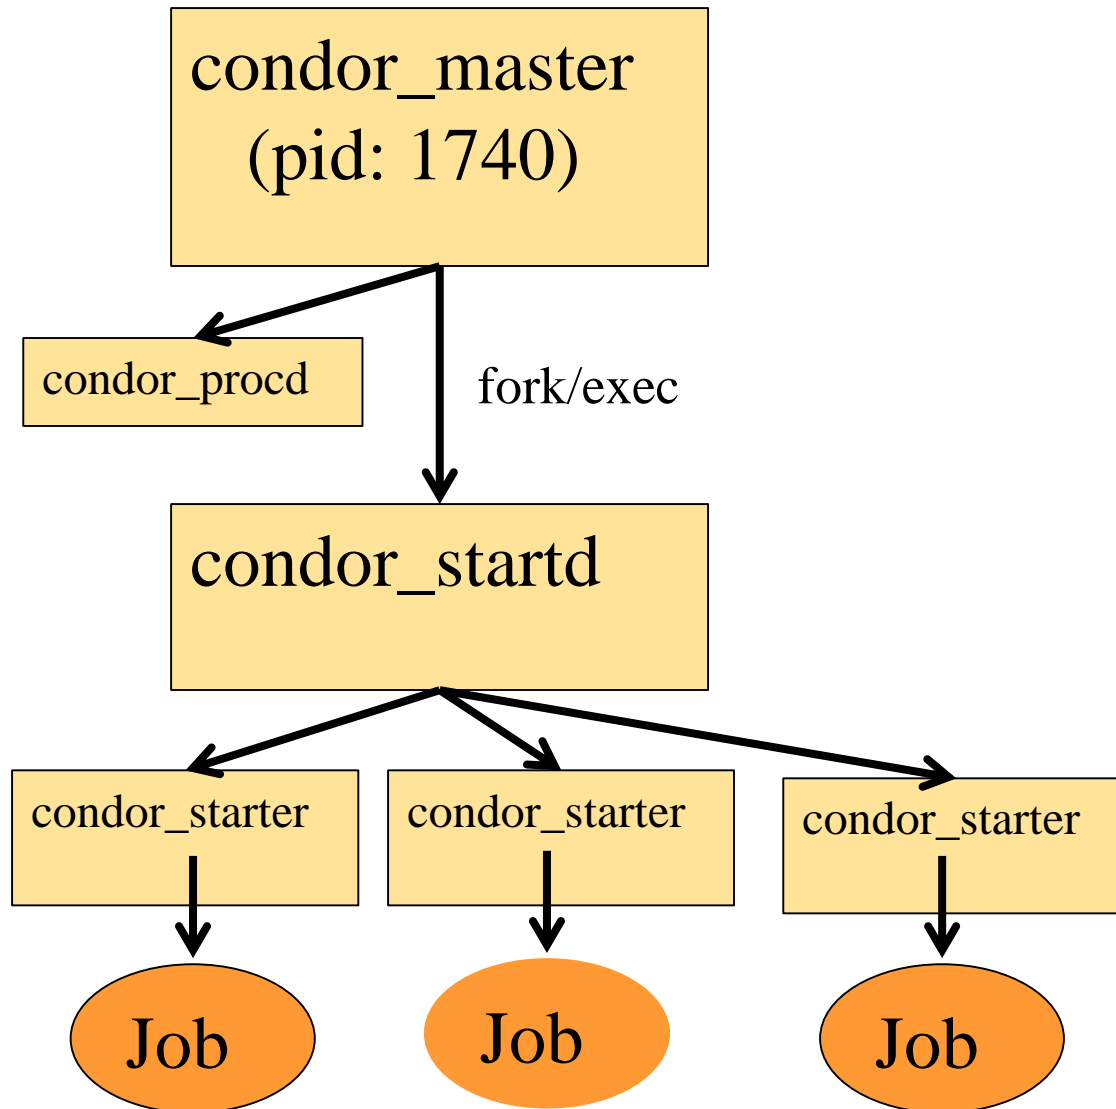 condor_master
(pid: 1740)
condor_procd
fork/exec
condor_startd
condor_starter
condor_starter
condor_starter
Job
Job
Job